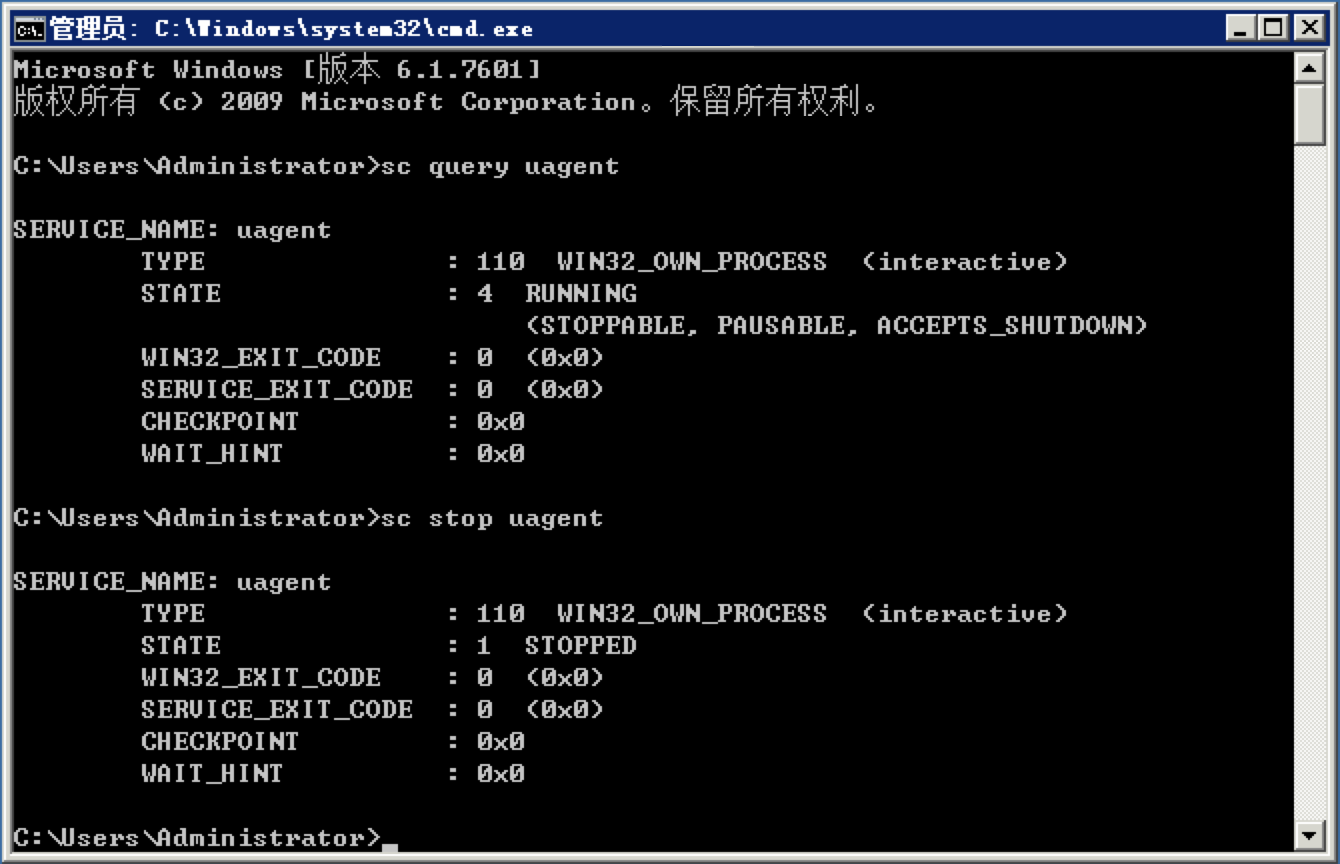 管理员: C:\Windows\system32\cmd.exe
Microsoft Windows [版本 6.1.7601]
版权所有 (c) 2009 Microsoft Corporation。保留所有权利。
C:\Users\Administrator>sc query uagent
SERVICE_NAME: uagent
TYPE : 110 WIN32_OWN_PROCESS (interactive)
STATE : 4 RUNNING
(STOPPABLE, PAUSABLE, ACCEPTS_SHUTDOWN)
WIN32_EXIT_CODE : 0 (0x0)
SERVICE_EXIT_CODE : 0 (0x0)
CHECKPOINT : 0x0
WAIT_HINT : 0x0
C:\Users\Administrator>sc stop uagent
SERVICE_NAME: uagent
TYPE : 110 WIN32_OWN_PROCESS (interactive)
STATE : 1 STOPPED
WIN32_EXIT_CODE : 0 (0x0)
SERVICE_EXIT_CODE : 0 (0x0)
CHECKPOINT : 0x0
WAIT_HINT : 0x0
C:\Users\Administrator>